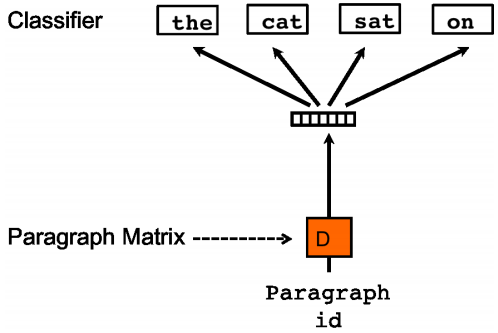 Classifier the cat sat on
Paragraph Matrix D
Paragraph
id